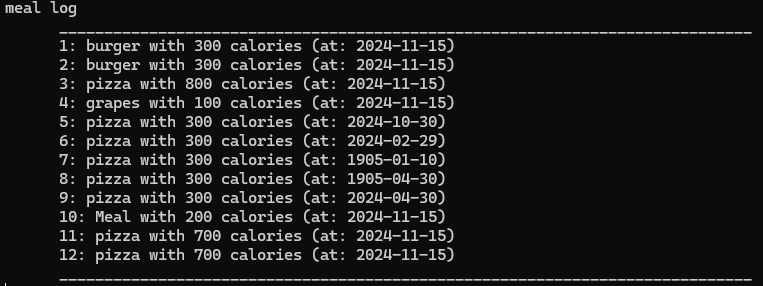 meal log
____________________________________________________________________________
1: burger with 300 calories (at: 2024-11-15)
2: burger with 300 calories (at: 2024-11-15)
3: pizza with 800 calories (at: 2024-11-15)
4: grapes with 100 calories (at: 2024-11-15)
5: pizza with 300 calories (at: 2024-10-30)
6: pizza with 300 calories (at: 2024-02-29)
7: pizza with 300 calories (at: 1905-01-10)
8: pizza with 300 calories (at: 1905-04-30)
9: pizza with 300 calories (at: 2024-04-30)
10: Meal with 200 calories (at: 2024-11-15)
11: pizza with 700 calories (at: 2024-11-15)
12: pizza with 700 calories (at: 2024-11-15)
____________________________________________________________________________